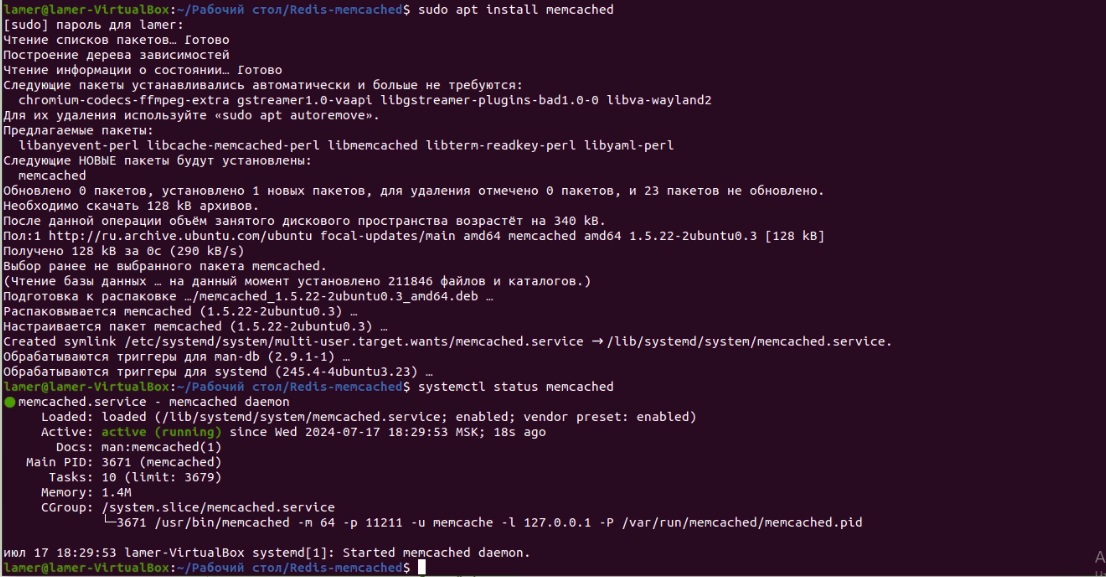 lamer@lamer-VirtualBox:~/Рабочий стол/Redis-memcached$ sudo apt install memcached
[sudo] пароль для lamer:
Чтение списков пакетов… Готово
Построение дерева зависимостей
Чтение информации о состоянии… Готово
Следующие пакеты устанавливались автоматически и больше не требуются:
  chromium-codecs-ffmpeg-extra gstreamer1.0-vaapi libgstreamer-plugins-bad1.0-0 libva-wayland2
Для их удаления используйте «sudo apt autoremove».
Предлагаемые пакеты:
  libanyevent-perl libcache-memcached-perl libmemcached libterm-readkey-perl libyaml-perl
Следующие НОВЫЕ пакеты будут установлены:
  memcached
Обновлено 0 пакетов, установлено 1 новых пакетов, для удаления отмечено 0 пакетов, и 23 пакетов не обновлено.
Необходимо скачать 128 kB архивов.
После данной операции объём занятого дискового пространства возрастёт на 340 kB.
Пол:1 http://ru.archive.ubuntu.com/ubuntu focal-updates/main amd64 memcached amd64 1.5.22-2ubuntu0.3 [128 kB]
Получено 128 kB за 0с (290 kB/s)
Выбор ранее не выбранного пакета memcached.
(Чтение базы данных … на данный момент установлено 211846 файлов и каталогов.)
Подготовка к распаковке …/memcached_1.5.22-2ubuntu0.3_amd64.deb …
Распаковывается memcached (1.5.22-2ubuntu0.3) …
Настраивается пакет memcached (1.5.22-2ubuntu0.3) …
Created symlink /etc/systemd/system/multi-user.target.wants/memcached.service → /lib/systemd/system/memcached.service.
Обрабатываются триггеры для man-db (2.9.1-1) …
Обрабатываются триггеры для systemd (245.4-4ubuntu3.23) …
lamer@lamer-VirtualBox:~/Рабочий стол/Redis-memcached$ systemctl status memcached
● memcached.service - memcached daemon
     Loaded: loaded (/lib/systemd/system/memcached.service; enabled; vendor preset: enabled)
     Active: active (running) since Wed 2024-07-17 18:29:53 MSK; 18s ago
       Docs: man:memcached(1)
   Main PID: 3671 (memcached)
      Tasks: 10 (limit: 3679)
     Memory: 1.4M
     CGroup: /system.slice/memcached.service
             └─3671 /usr/bin/memcached -m 64 -p 11211 -u memcache -l 127.0.0.1 -P /var/run/memcached/memcached.pid
июл 17 18:29:53 lamer-VirtualBox systemd[1]: Started memcached daemon.
lamer@lamer-VirtualBox:~/Рабочий стол/Redis-memcached$